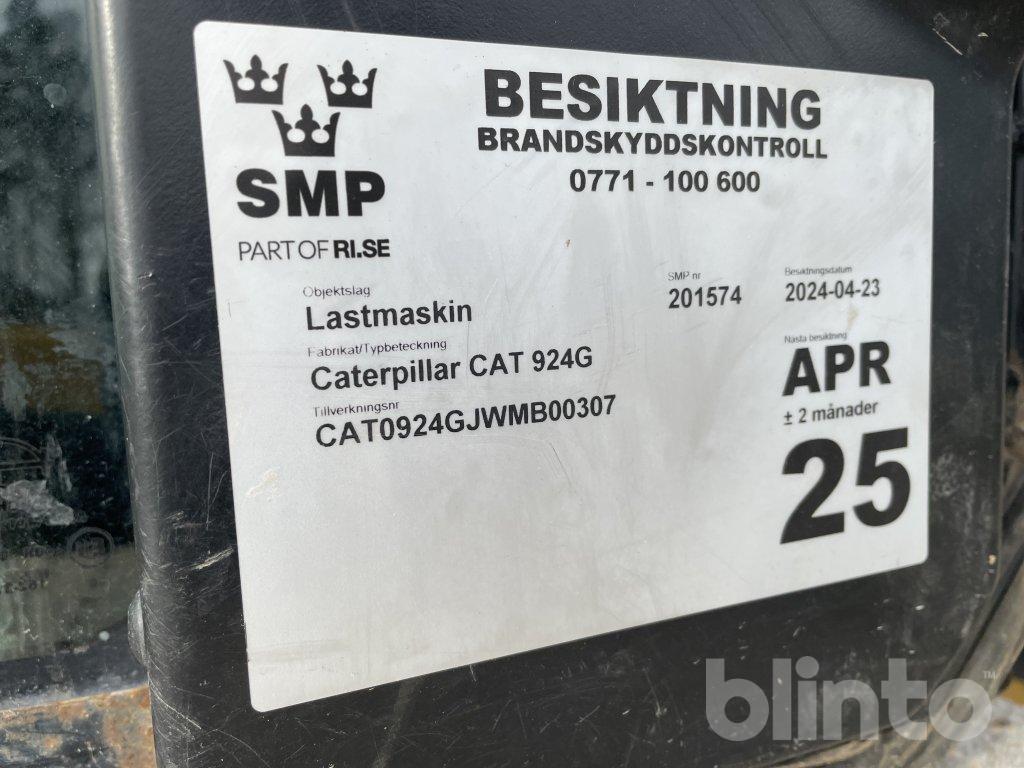 BESIKTNING
BRANDSKYDDSKONTROLL
0771 - 100 600
SMP
PART OF RI.SE
Objektslag
Lastmaskin
SMP nr
201574
Besiktningsdatum
2024-04-23
Fabrikat/Typbeteckning
Caterpillar CAT 924G
Tillverkningsnr
CAT0924GJWMB00307
Nästa besiktning
APR
± 2 månader
25
blinto™